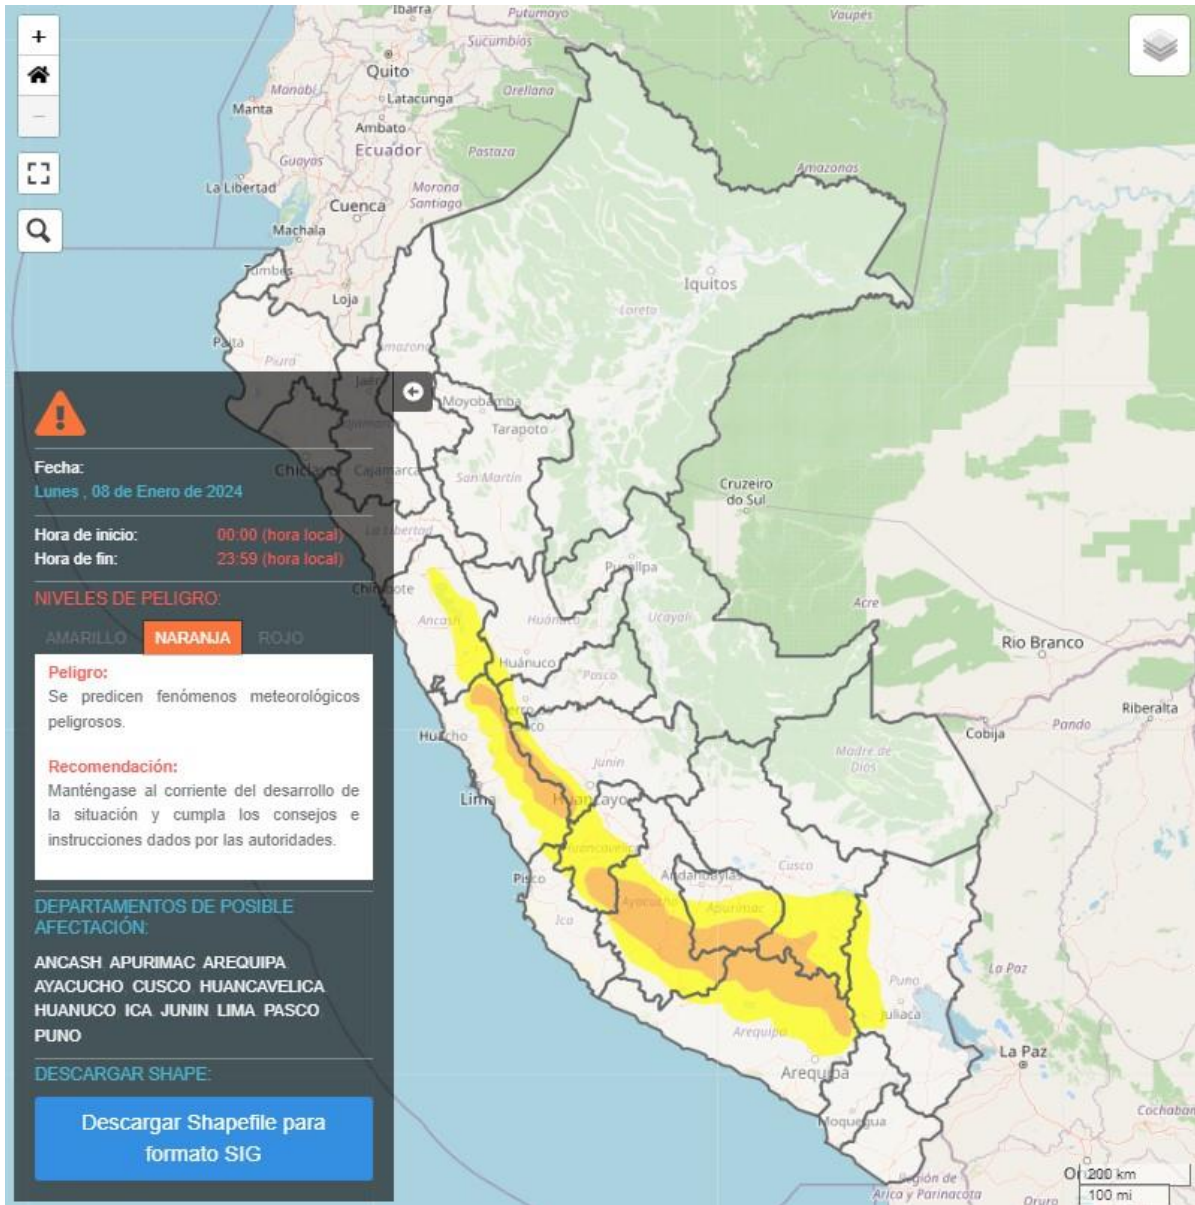 Ibarra
Putumayo
Vaupés
+
Sucumbíos
Quito
Manabí
Latacunga
Orellana
Manta
Ambato
Ecuador
Pastaza
Guayas
Amazonas
La Libertad
Morona
Santiago
Cuenca
Machala
Tumbes
Loja
Iquitos
Loreto
Paita
Piura
Moyobamba
Tarapoto
Cajamarca
San Martín
Cruzeiro
do Sul
La Libertad
Pucallpa
Ucayali
Acre
Ancash
Huánuco
Rio Branco
Huánuco
Pasco
Riberalta
Pando
Cobija
Huacho
Junín
Madre de
Dios
Lima
Huancayo
Huancavelica
Cusco
Pisco
Andahuaylas
Ica
Ayacucho
Apurímac
La Paz
Puno
Juliaca
Arequipa
La Paz
Arequipa
Moquegua
Región de
Arica y Parinacota
Oruro
200 km
100 mi
Fecha:
Lunes , 08 de Enero de 2024
Hora de inicio: 00:00 (hora local)
Hora de fin: 23:59 (hora local)
NIVELES DE PELIGRO:
AMARILLO NARANJA ROJO
Peligro:
Se predicen fenómenos meteorológicos
peligrosos.
Recomendación:
Manténgase al corriente del desarrollo de
la situación y cumpla los consejos e
instrucciones dados por las autoridades.
DEPARTAMENTOS DE POSIBLE
AFECTACIÓN:
ANCASH APURIMAC AREQUIPA
AYACUCHO CUSCO HUANCAVELICA
HUANUCO ICA JUNIN LIMA PASCO
PUNO
DESCARGAR SHAPE:
Descargar Shapefile para
formato SIG